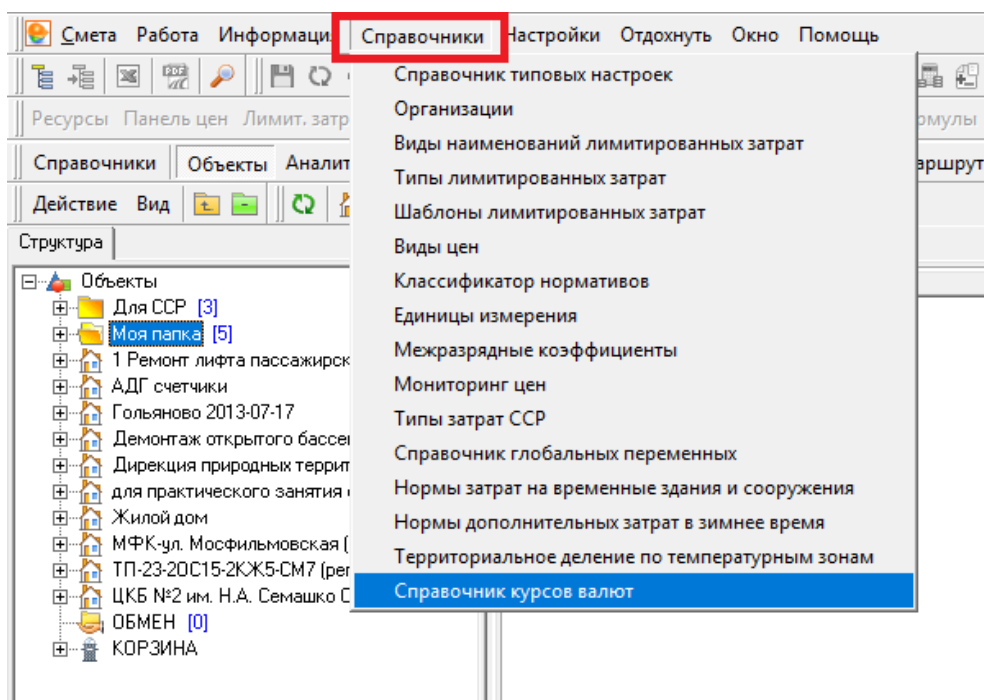 Смета Работа Информация Справочники Настройки Отдохнуть Окно Помощь
Ресурсы Панель цен Лимит. затр
Справочники Объекты Аналит
Действие Вид
Структура
Объекты
Для ССР [3]
Моя папка [5]
1 Ремонт лифта пассажирск
АДГ счетчики
Гольяново 2013-07-17
Демонтаж открытого бассе
Дирекция природных террит
для практического занятия
Жилой дом
МФК-ул. Мосфильмовская (
ТП-23-20С15-2КЖ5-СМ7 (рег
ЦКБ №2 им. Н.А. Семашко
ОБМЕН [0]
КОРЗИНА
Справочник типовых настроек
Организации
Виды наименований лимитированных затрат
Типы лимитированных затрат
Шаблоны лимитированных затрат
Виды цен
Классификатор нормативов
Единицы измерения
Межразрядные коэффициенты
Мониторинг цен
Типы затрат ССР
Справочник глобальных переменных
Нормы затрат на временные здания и сооружения
Нормы дополнительных затрат в зимнее время
Территориальное деление по температурным зонам
Справочник курсов валют